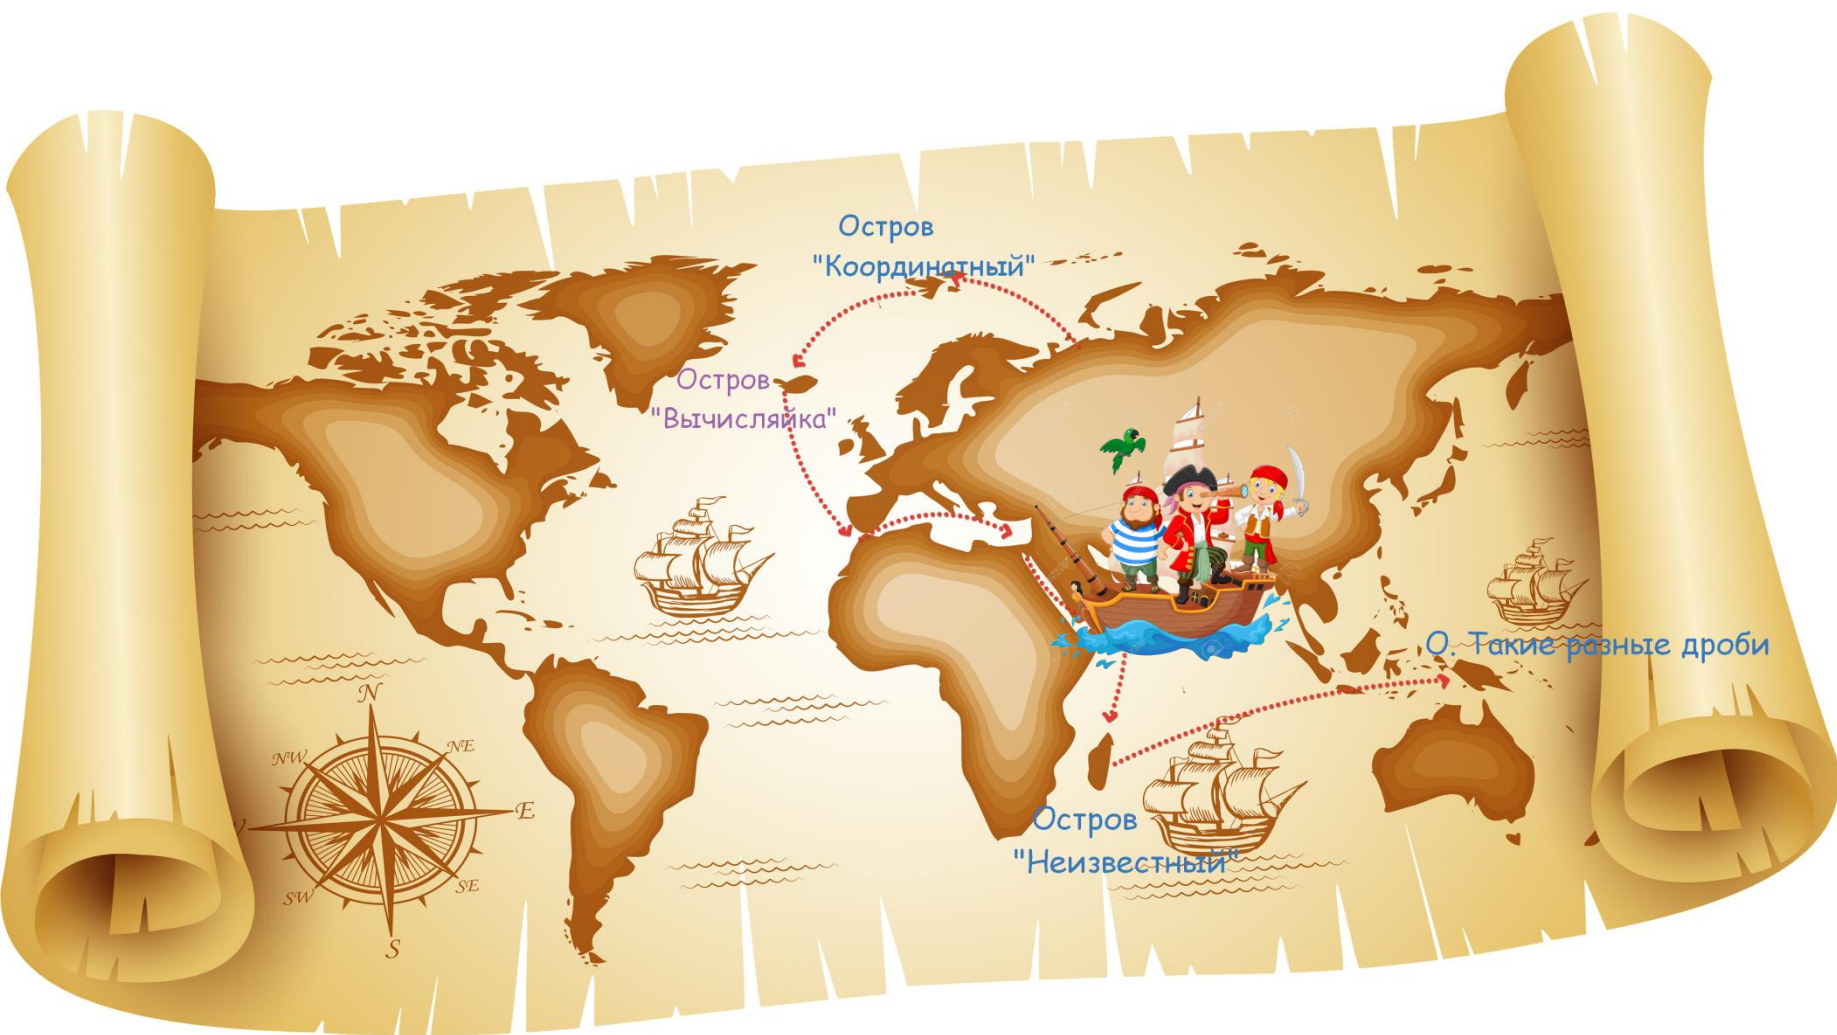 Остров
"Координатный"
Остров
"Вычисляйка"
О. Такие разные дроби
N
NW
NE
E
SW
SE
S
Остров
"Неизвестный"